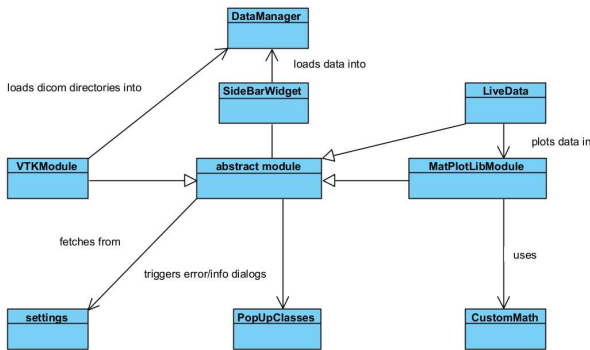 DataManager
loads data into
loads dicom directories into
SideBarWidget
LiveData
plots data in
VTKModule
abstract module
MatPlotLibModule
fetches from
triggers error/info dialogs
uses
settings
PopUpClasses
CustomMath